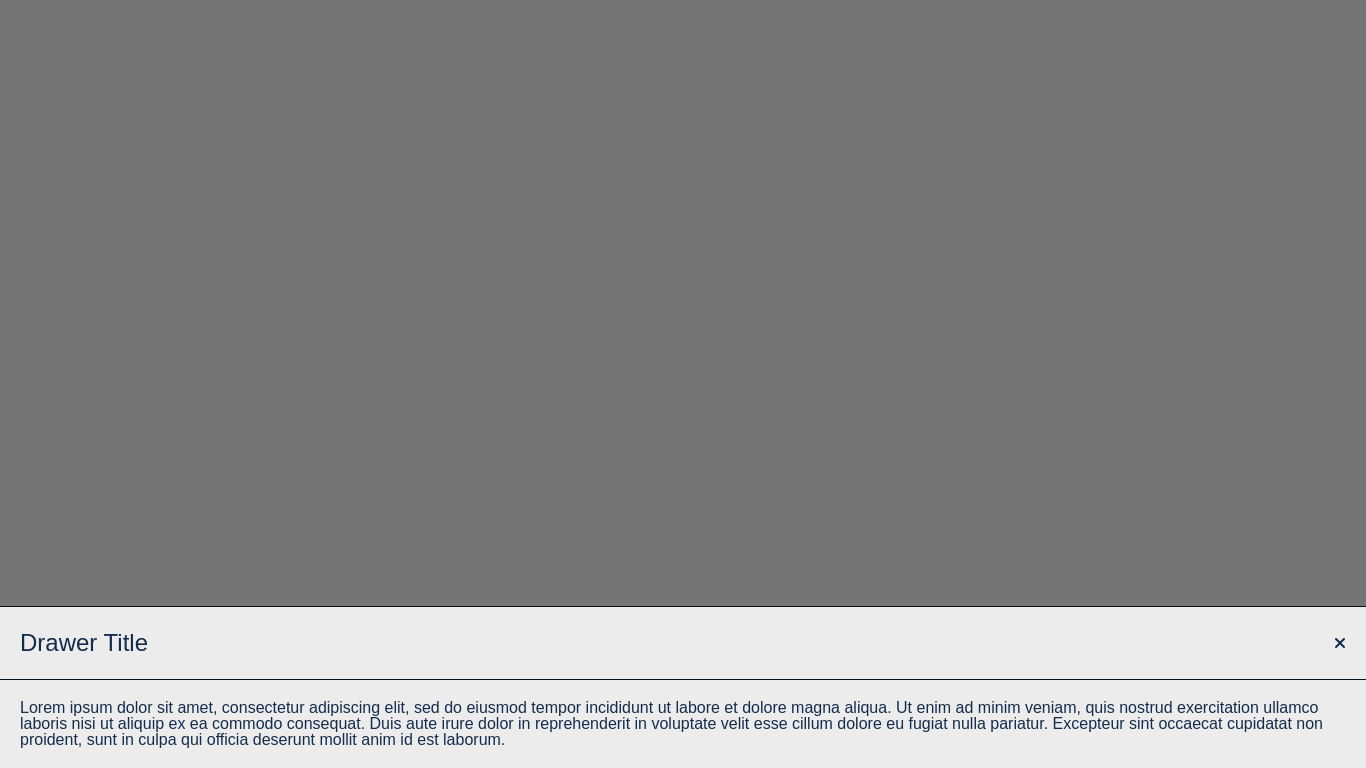 Drawer Title
Lorem ipsum dolor sit amet, consectetur adipiscing elit, sed do eiusmod tempor incididunt ut labore et dolore magna aliqua. Ut enim ad minim veniam, quis nostrud exercitation ullamco
laboris nisi ut aliquip ex ea commodo consequat. Duis aute irure dolor in reprehenderit in voluptate velit esse cillum dolore eu fugiat nulla pariatur. Excepteur sint occaecat cupidatat non
proident, sunt in culpa qui officia deserunt mollit anim id est laborum.